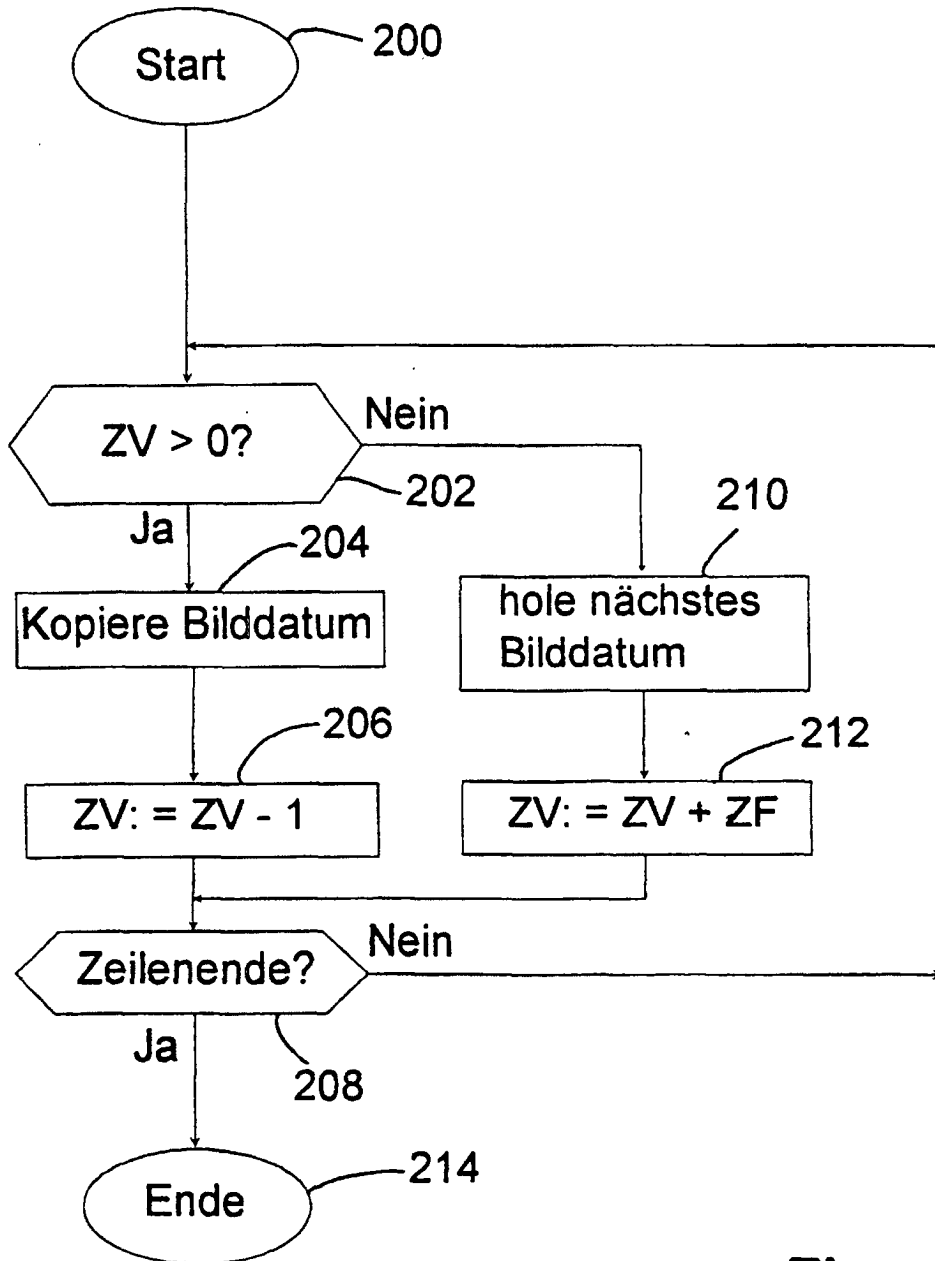 200
Start
Nein
ZV > 0?
202
210
Ja
204
hole nächstes
Bilddatum
Kopiere Bilddatum
206
212
ZV: = ZV - 1
ZV: = ZV + ZF
Nein
Zeilenende?
Ja
208
214
Ende